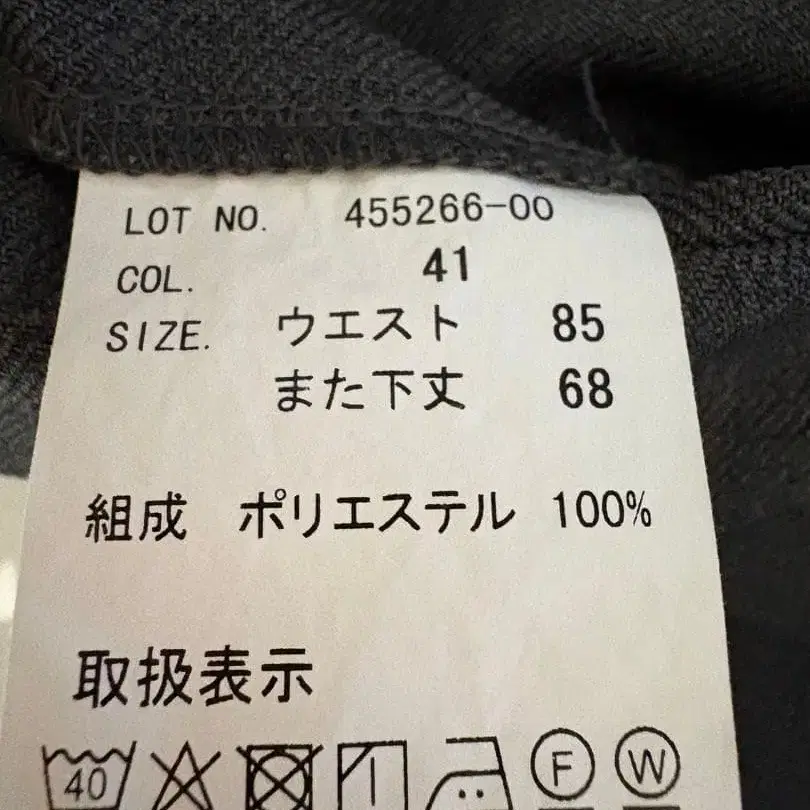 LOT NO. 455266-00
COL. 41
SIZE. ウエスト 85
また下丈 68
組成 ポリエステル 100%
取扱表示
40 F W